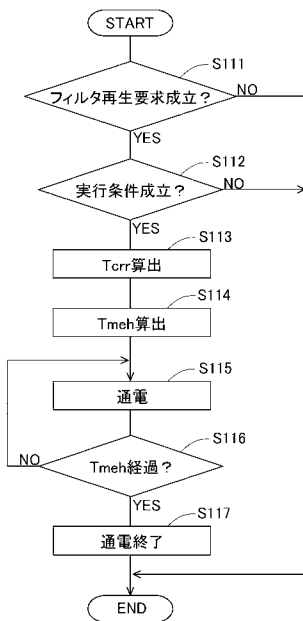 START
S111
フィルタ再生要求成立？
NO
YES
S112
実行条件成立？
NO
YES
S113
Tcrr算出
S114
Tmeh算出
S115
通電
S116
NO
Tmeh経過？
YES
S117
通電終了
END